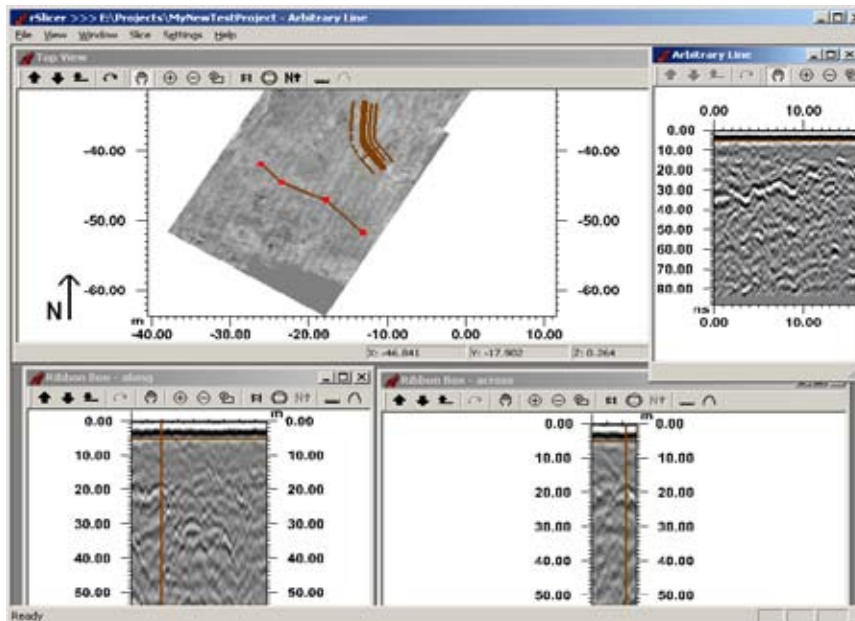 rSlicer >>> E:\Projects\MyNewTestProject - Arbitrary Line
File View Window Slice Settings Help
Top View
N↑
-40.00 -40.00
-50.00 -50.00
-60.00 -60.00
N
m
-40.00 -30.00 -20.00 -10.00 0.00 10.00
X: -46.841 Y: -17.902 Z: 0.264
Arbitrary Line
0.00 10.00
0.00
10.00
20.00
30.00
40.00
50.00
60.00
70.00
80.00
ns
0.00 10.00
Ribbon Box - along
N↑
m
0.00 0.00
10.00 10.00
20.00 20.00
30.00 30.00
40.00 40.00
50.00 50.00
Ribbon Box - across
N↑
m
0.00 0.00
10.00 10.00
20.00 20.00
30.00 30.00
40.00 40.00
50.00 50.00
Ready